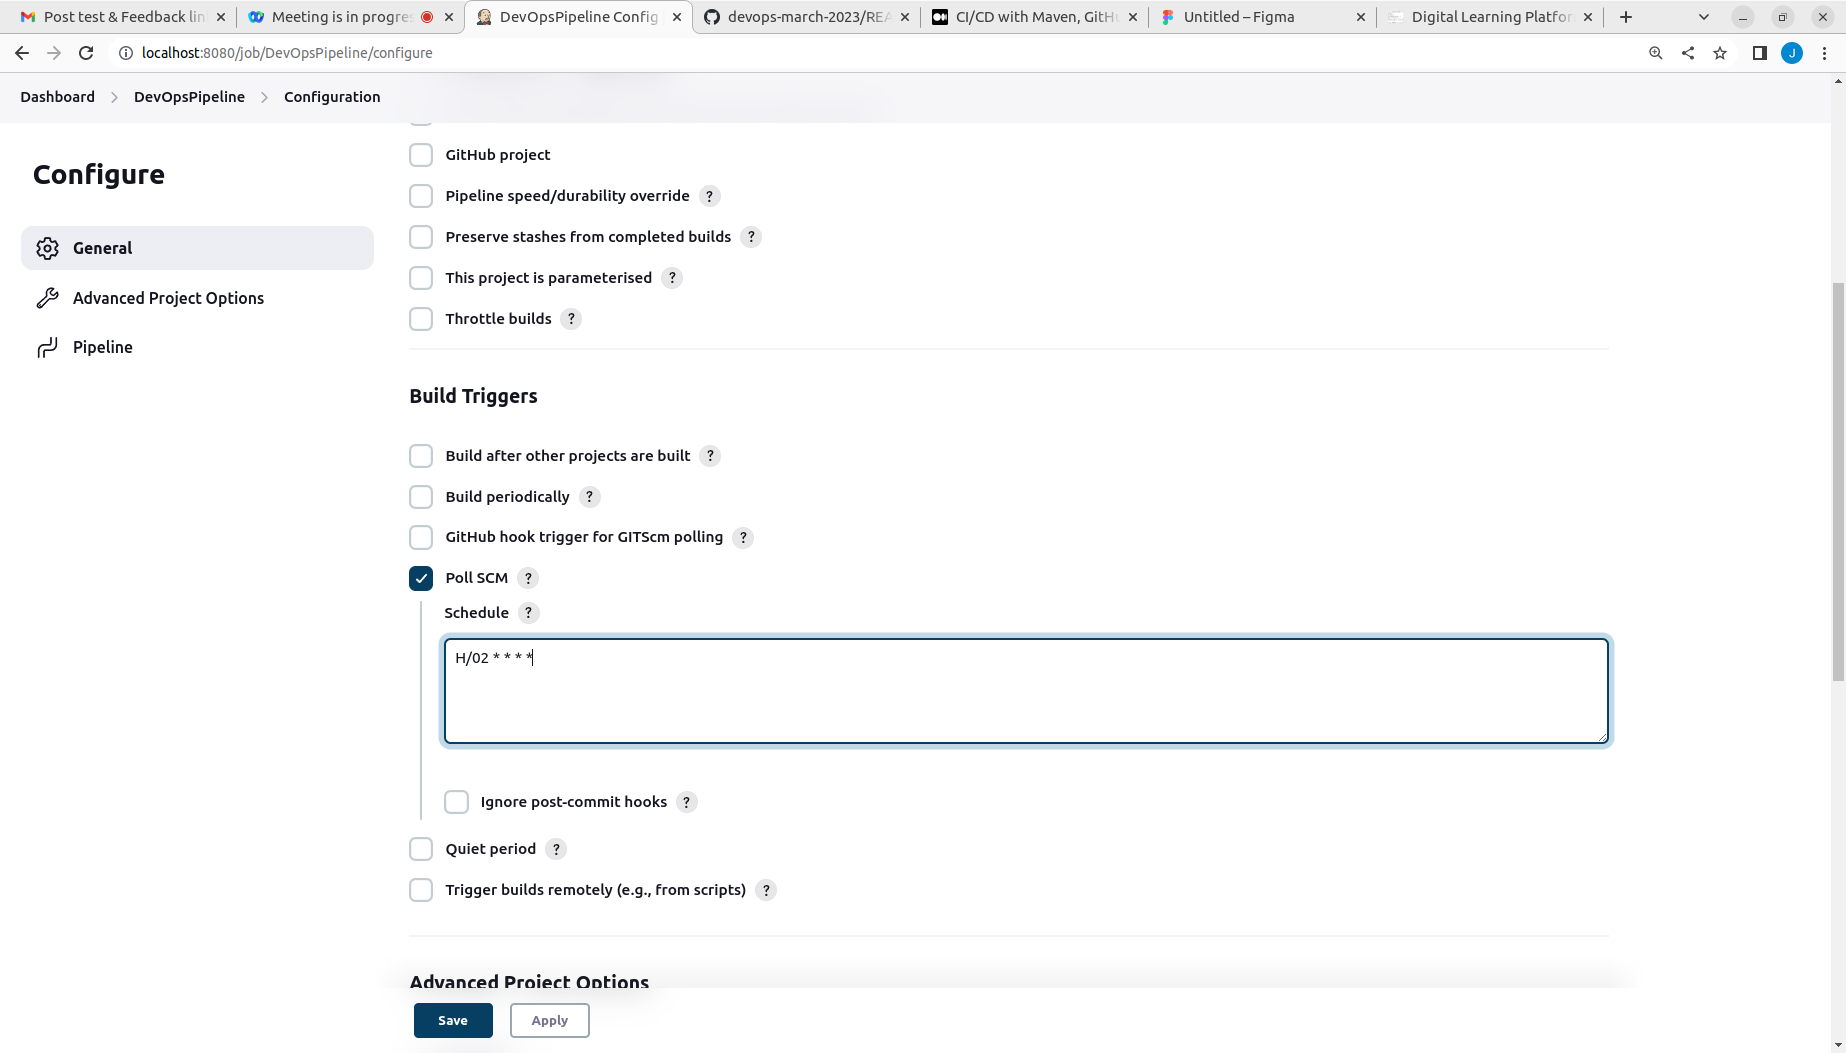 Post test & Feedback lin
Meeting is in progres
DevOpsPipeline Config
devops-march-2023/REA
CI/CD with Maven, GitHu
Untitled – Figma
Digital Learning Platfor
localhost:8080/job/DevOpsPipeline/configure
J
Dashboard
DevOpsPipeline
Configuration
Configure
General
Advanced Project Options
Pipeline
GitHub project
Pipeline speed/durability override ?
Preserve stashes from completed builds ?
This project is parameterised ?
Throttle builds ?
Build Triggers
Build after other projects are built ?
Build periodically ?
GitHub hook trigger for GITScm polling ?
Poll SCM ?
Schedule ?
H/02 * * * *
Ignore post-commit hooks ?
Quiet period ?
Trigger builds remotely (e.g., from scripts) ?
Advanced Project Options
Save
Apply